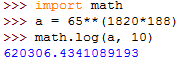 >>> import math
>>> a = 65**(1820*188)
>>> math.log(a, 10)
620306.4341089193